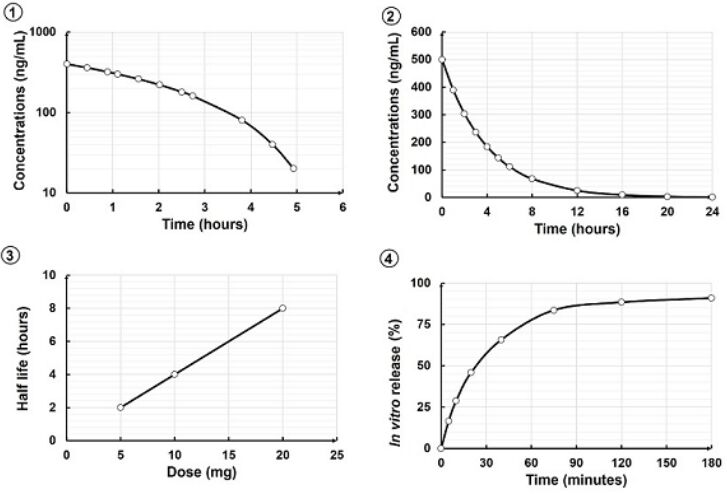 1
Concentrations (ng/mL)
1000
100
10
0 1 2 3 4 5 6
Time (hours)
2
Concentrations (ng/mL)
600
500
400
300
200
100
0
0 4 8 12 16 20 24
Time (hours)
3
Half life (hours)
10
8
6
4
2
0
0 5 10 15 20 25
Dose (mg)
4
In vitro release (%)
100
75
50
25
0
0 30 60 90 120 150 180
Time (minutes)